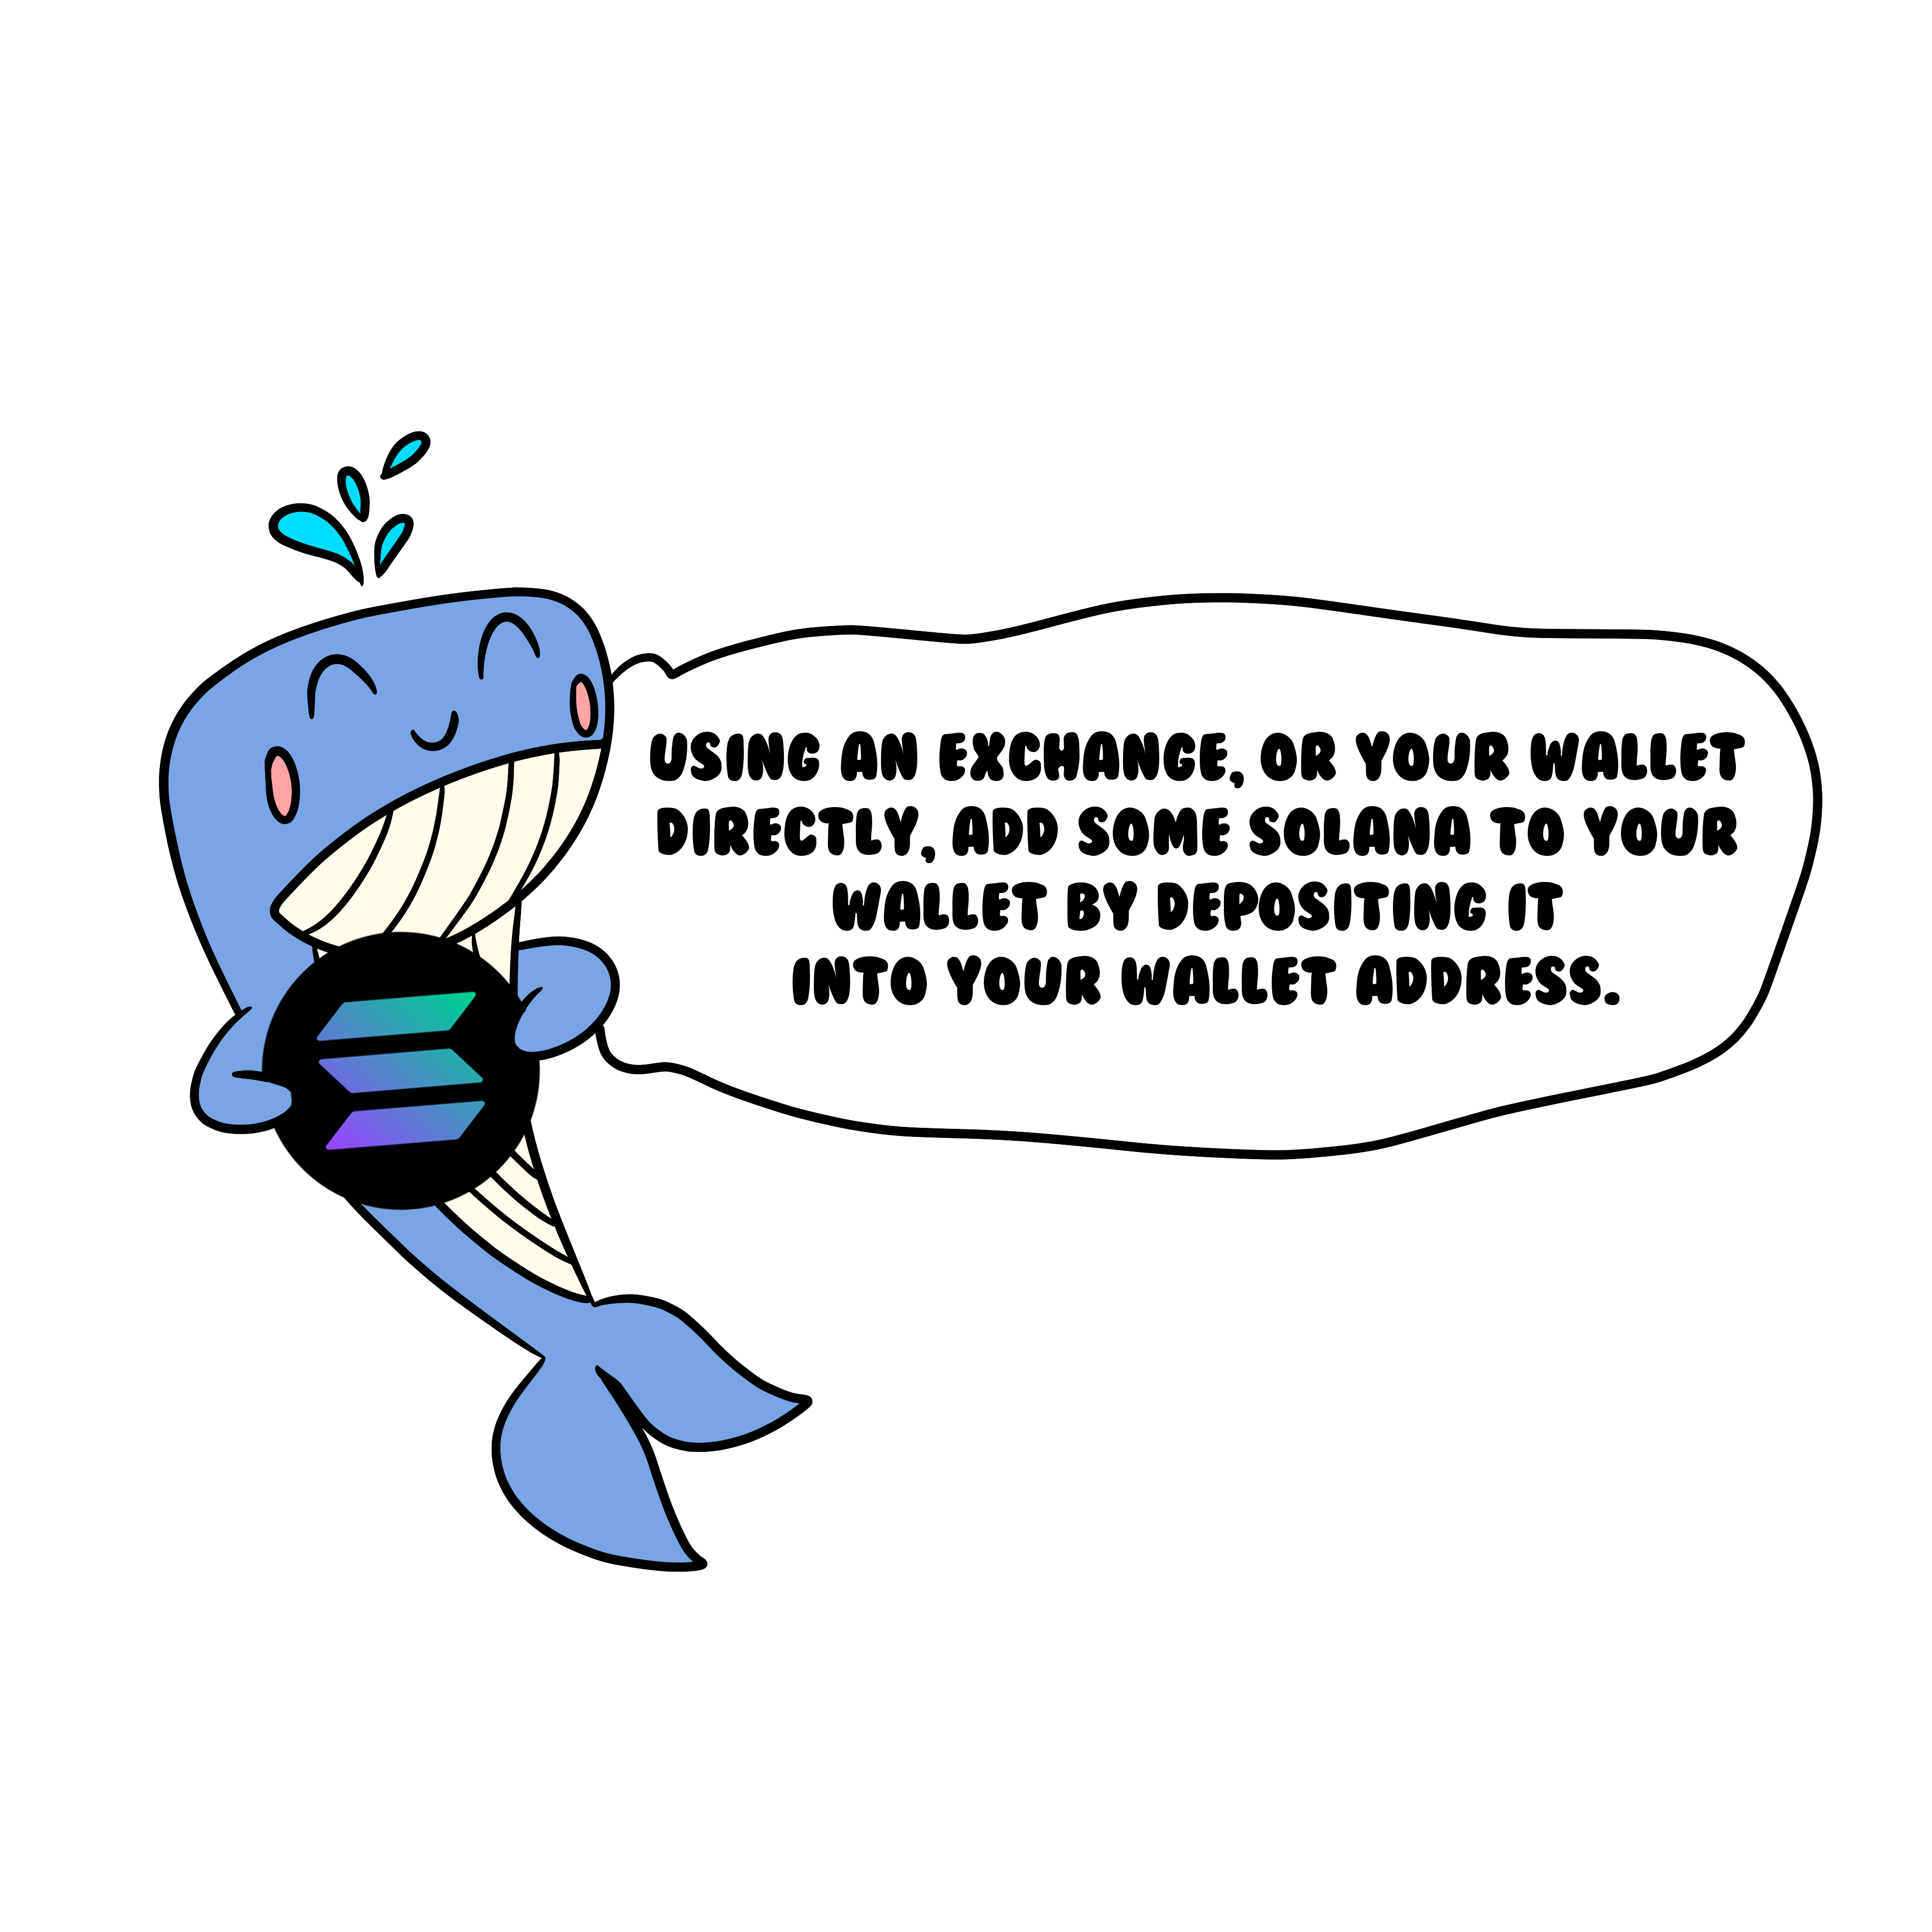 USING AN EXCHANGE, OR YOUR WALLET
DIRECTLY, ADD SOME SOLANA TO YOUR
WALLET BY DEPOSITING IT
INTO YOUR WALLET ADDRESS.